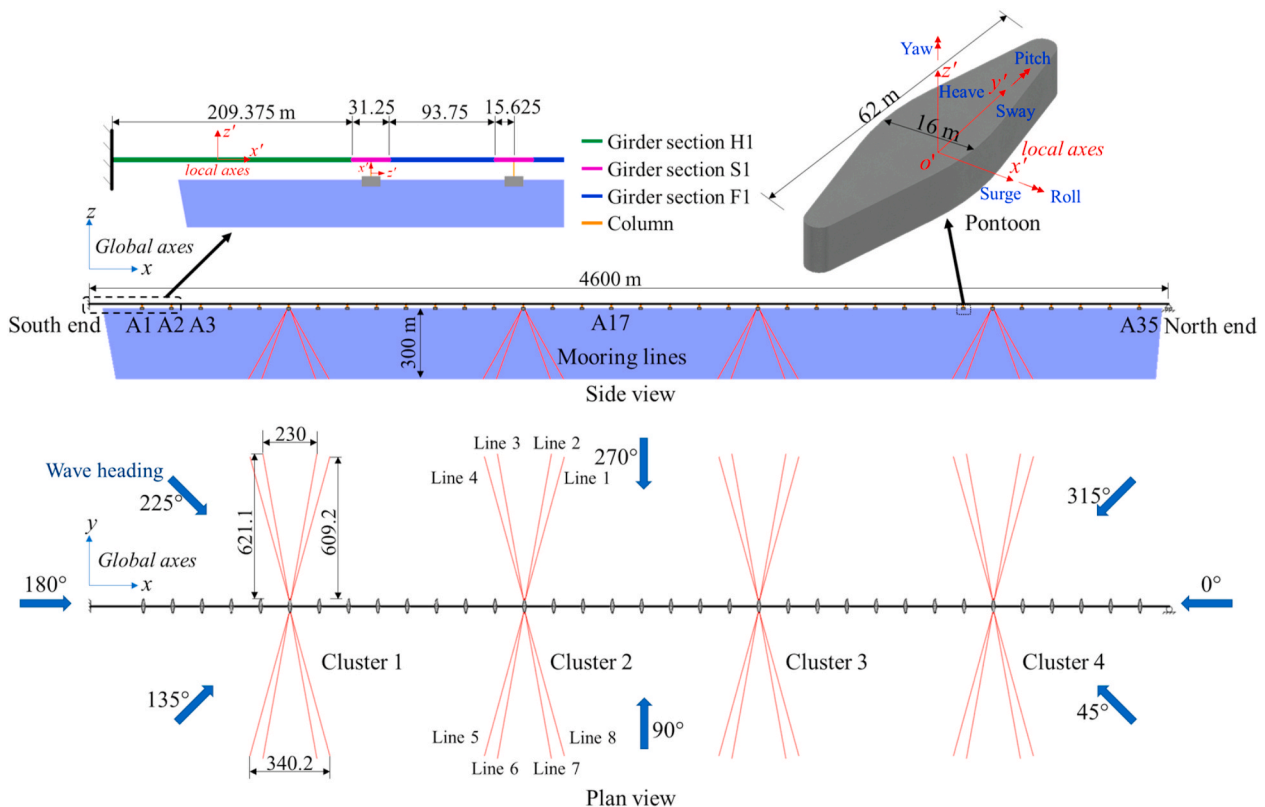 209.375 m
31.25
93.75
15.625
z'
x'
local axes
x'
z'
Girder section H1
Girder section S1
Girder section F1
Column
Yaw
z'
Heave
Pitch
y'
Sway
62 m
16 m
o'
local axes
x'
Surge
Roll
Pontoon
z
Global axes
x
4600 m
South end
A1 A2 A3
A17
A35 North end
300 m
Mooring lines
Side view
Wave heading
225°
230
621.1
609.2
Line 3
Line 2
Line 4
Line 1
270°
315°
y
Global axes
x
180°
0°
Cluster 1
Cluster 2
Cluster 3
Cluster 4
135°
Line 5
Line 6
Line 8
Line 7
90°
45°
340.2
Plan view